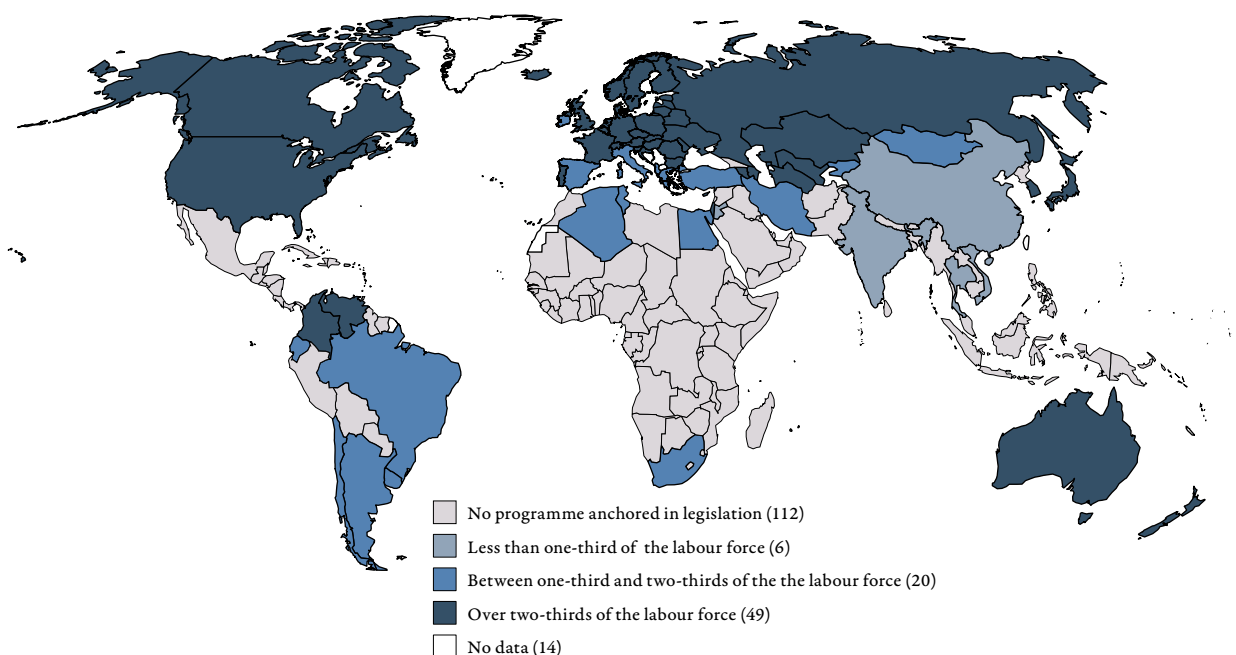 No programme anchored in legislation (112)
Less than one-third of the labour force (6)
Between one-third and two-thirds of the the labour force (20)
Over two-thirds of the labour force (49)
No data (14)